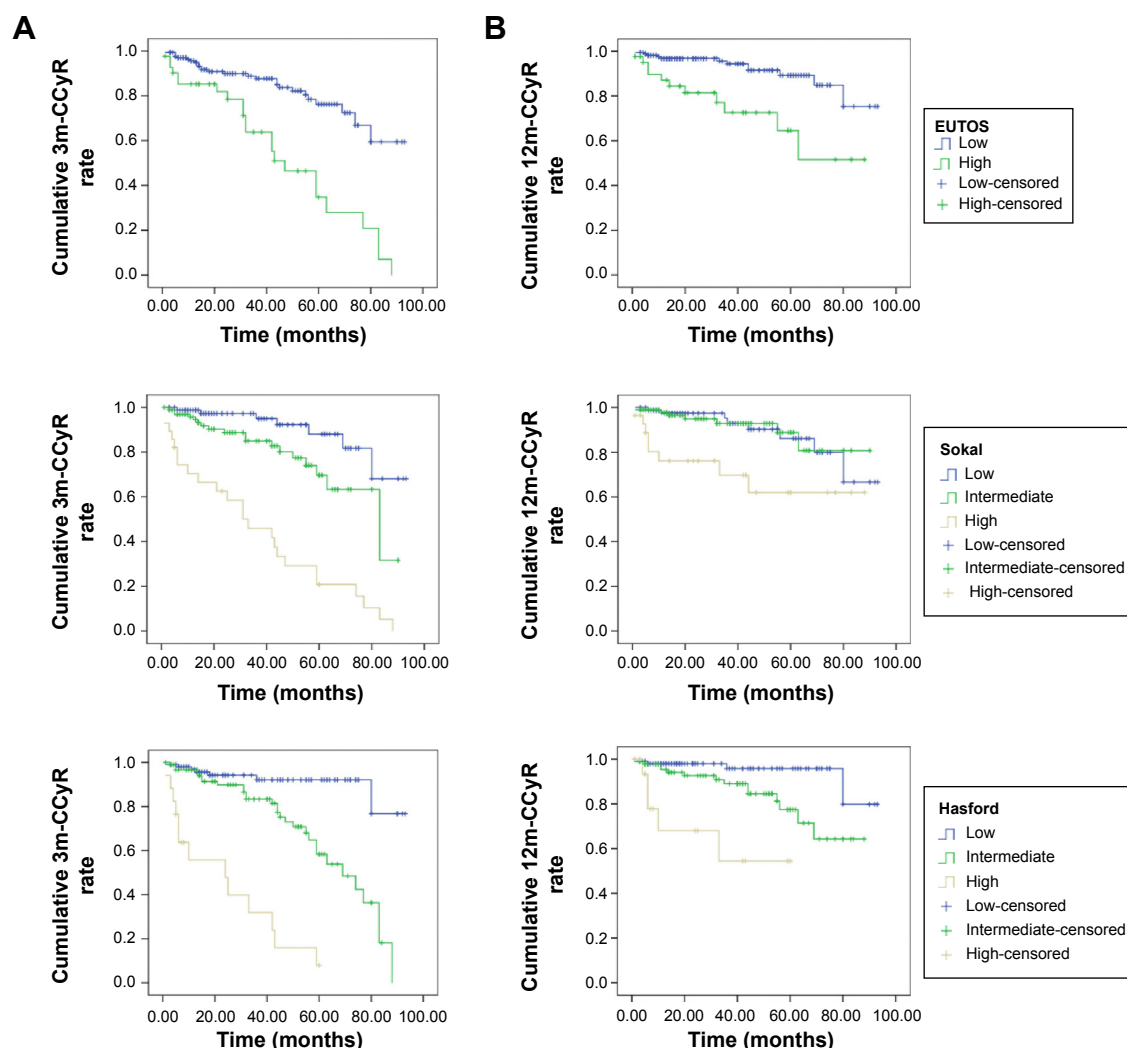 A
B
Cumulative 3m-CCyR
rate
1.0
0.8
0.6
0.4
0.2
0.0
0.00 20.00 40.00 60.00 80.00 100.00
Time (months)
Cumulative 12m-CCyR
rate
1.0
0.8
0.6
0.4
0.2
0.0
0.00 20.00 40.00 60.00 80.00 100.00
Time (months)
EUTOS
Low
High
Low-censored
High-censored
Cumulative 3m-CCyR
rate
1.0
0.8
0.6
0.4
0.2
0.0
0.00 20.00 40.00 60.00 80.00 100.00
Time (months)
Cumulative 12m-CCyR
rate
1.0
0.8
0.6
0.4
0.2
0.0
0.00 20.00 40.00 60.00 80.00 100.00
Time (months)
Sokal
Low
Intermediate
High
Low-censored
Intermediate-censored
High-censored
Cumulative 3m-CCyR
rate
1.0
0.8
0.6
0.4
0.2
0.0
0.00 20.00 40.00 60.00 80.00 100.00
Time (months)
Cumulative 12m-CCyR
rate
1.0
0.8
0.6
0.4
0.2
0.0
0.00 20.00 40.00 60.00 80.00 100.00
Time (months)
Hasford
Low
Intermediate
High
Low-censored
Intermediate-censored
High-censored